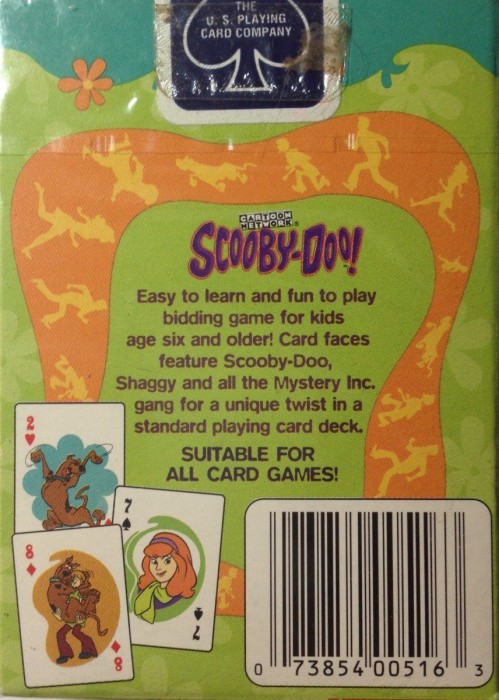 THE
U. S. PLAYING
CARD COMPANY
CARTOON
NETWORK®
SCOOBY-DOO!
Easy to learn and fun to play
bidding game for kids
age six and older! Card faces
feature Scooby-Doo,
Shaggy and all the Mystery Inc.
gang for a unique twist in a
standard playing card deck.
SUITABLE FOR
ALL CARD GAMES!
2
7
7
8
8
0 73854 00516 3